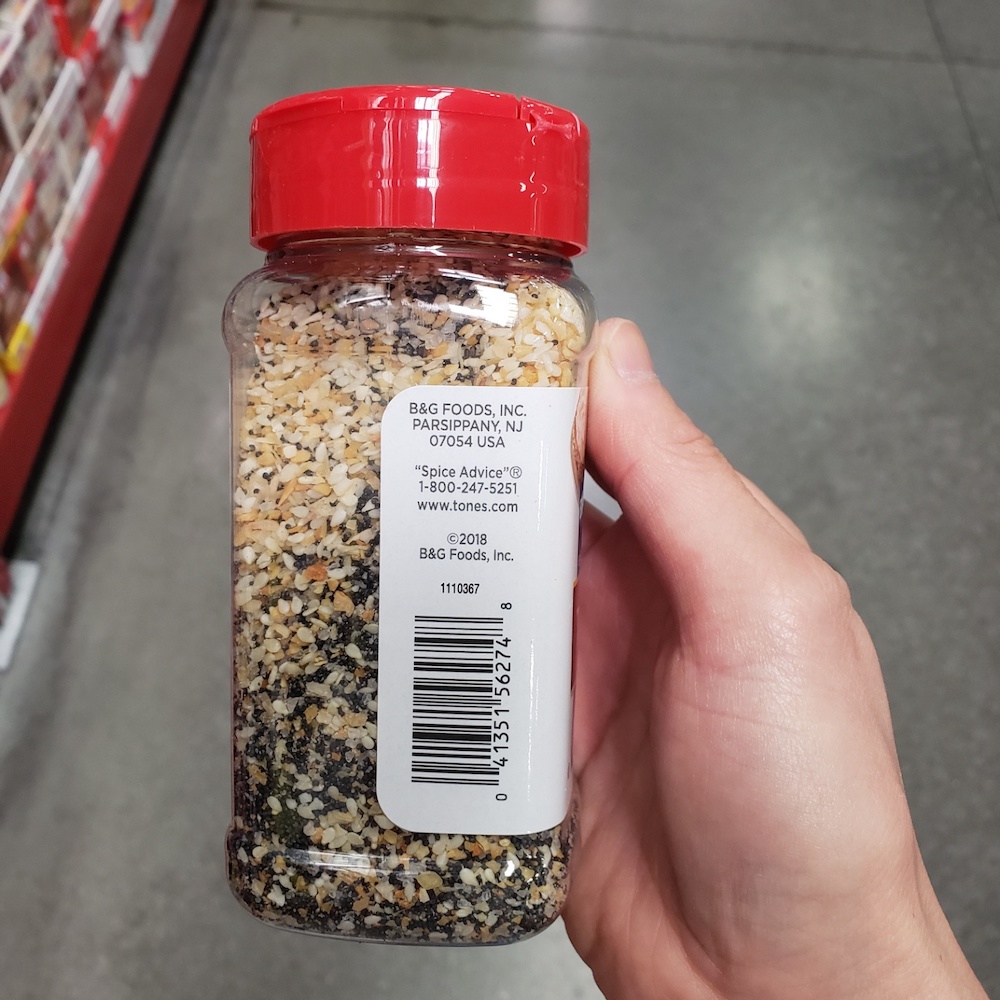 B&G FOODS, INC.
PARSIPPANY, NJ
07054 USA
“Spice Advice”®
1-800-247-5251
www.tones.com
©2018
B&G Foods, Inc.
1110367
0 41351 56274 8